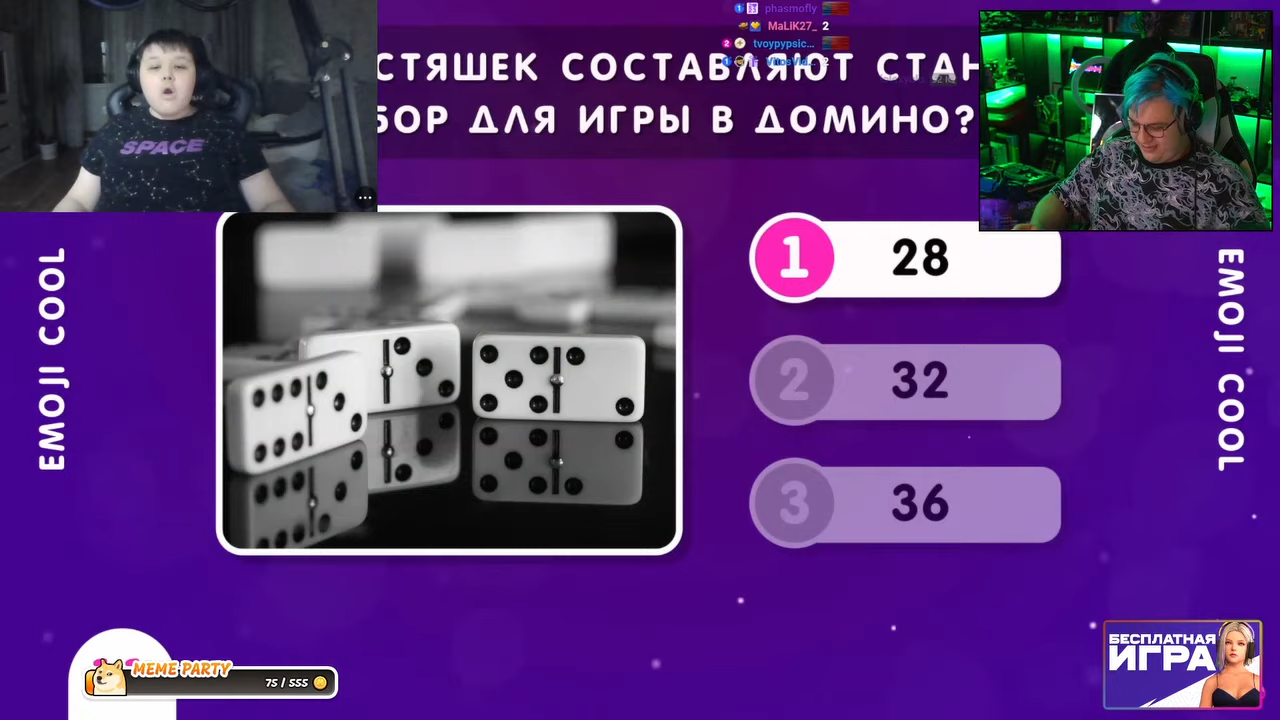 phasmofly
MaLIK27_ 2
tvoypypsic...
СТЯШЕК СОСТАВЛЯЮТ СТАН
БОР ДЛЯ ИГРЫ В ДОМИНО?
SPACE
EMOJI COOL
1 28
2 32
3 36
EMOJI COOL
MEME PARTY
75 / 555
БЕСПЛАТНАЯ
ИГРА